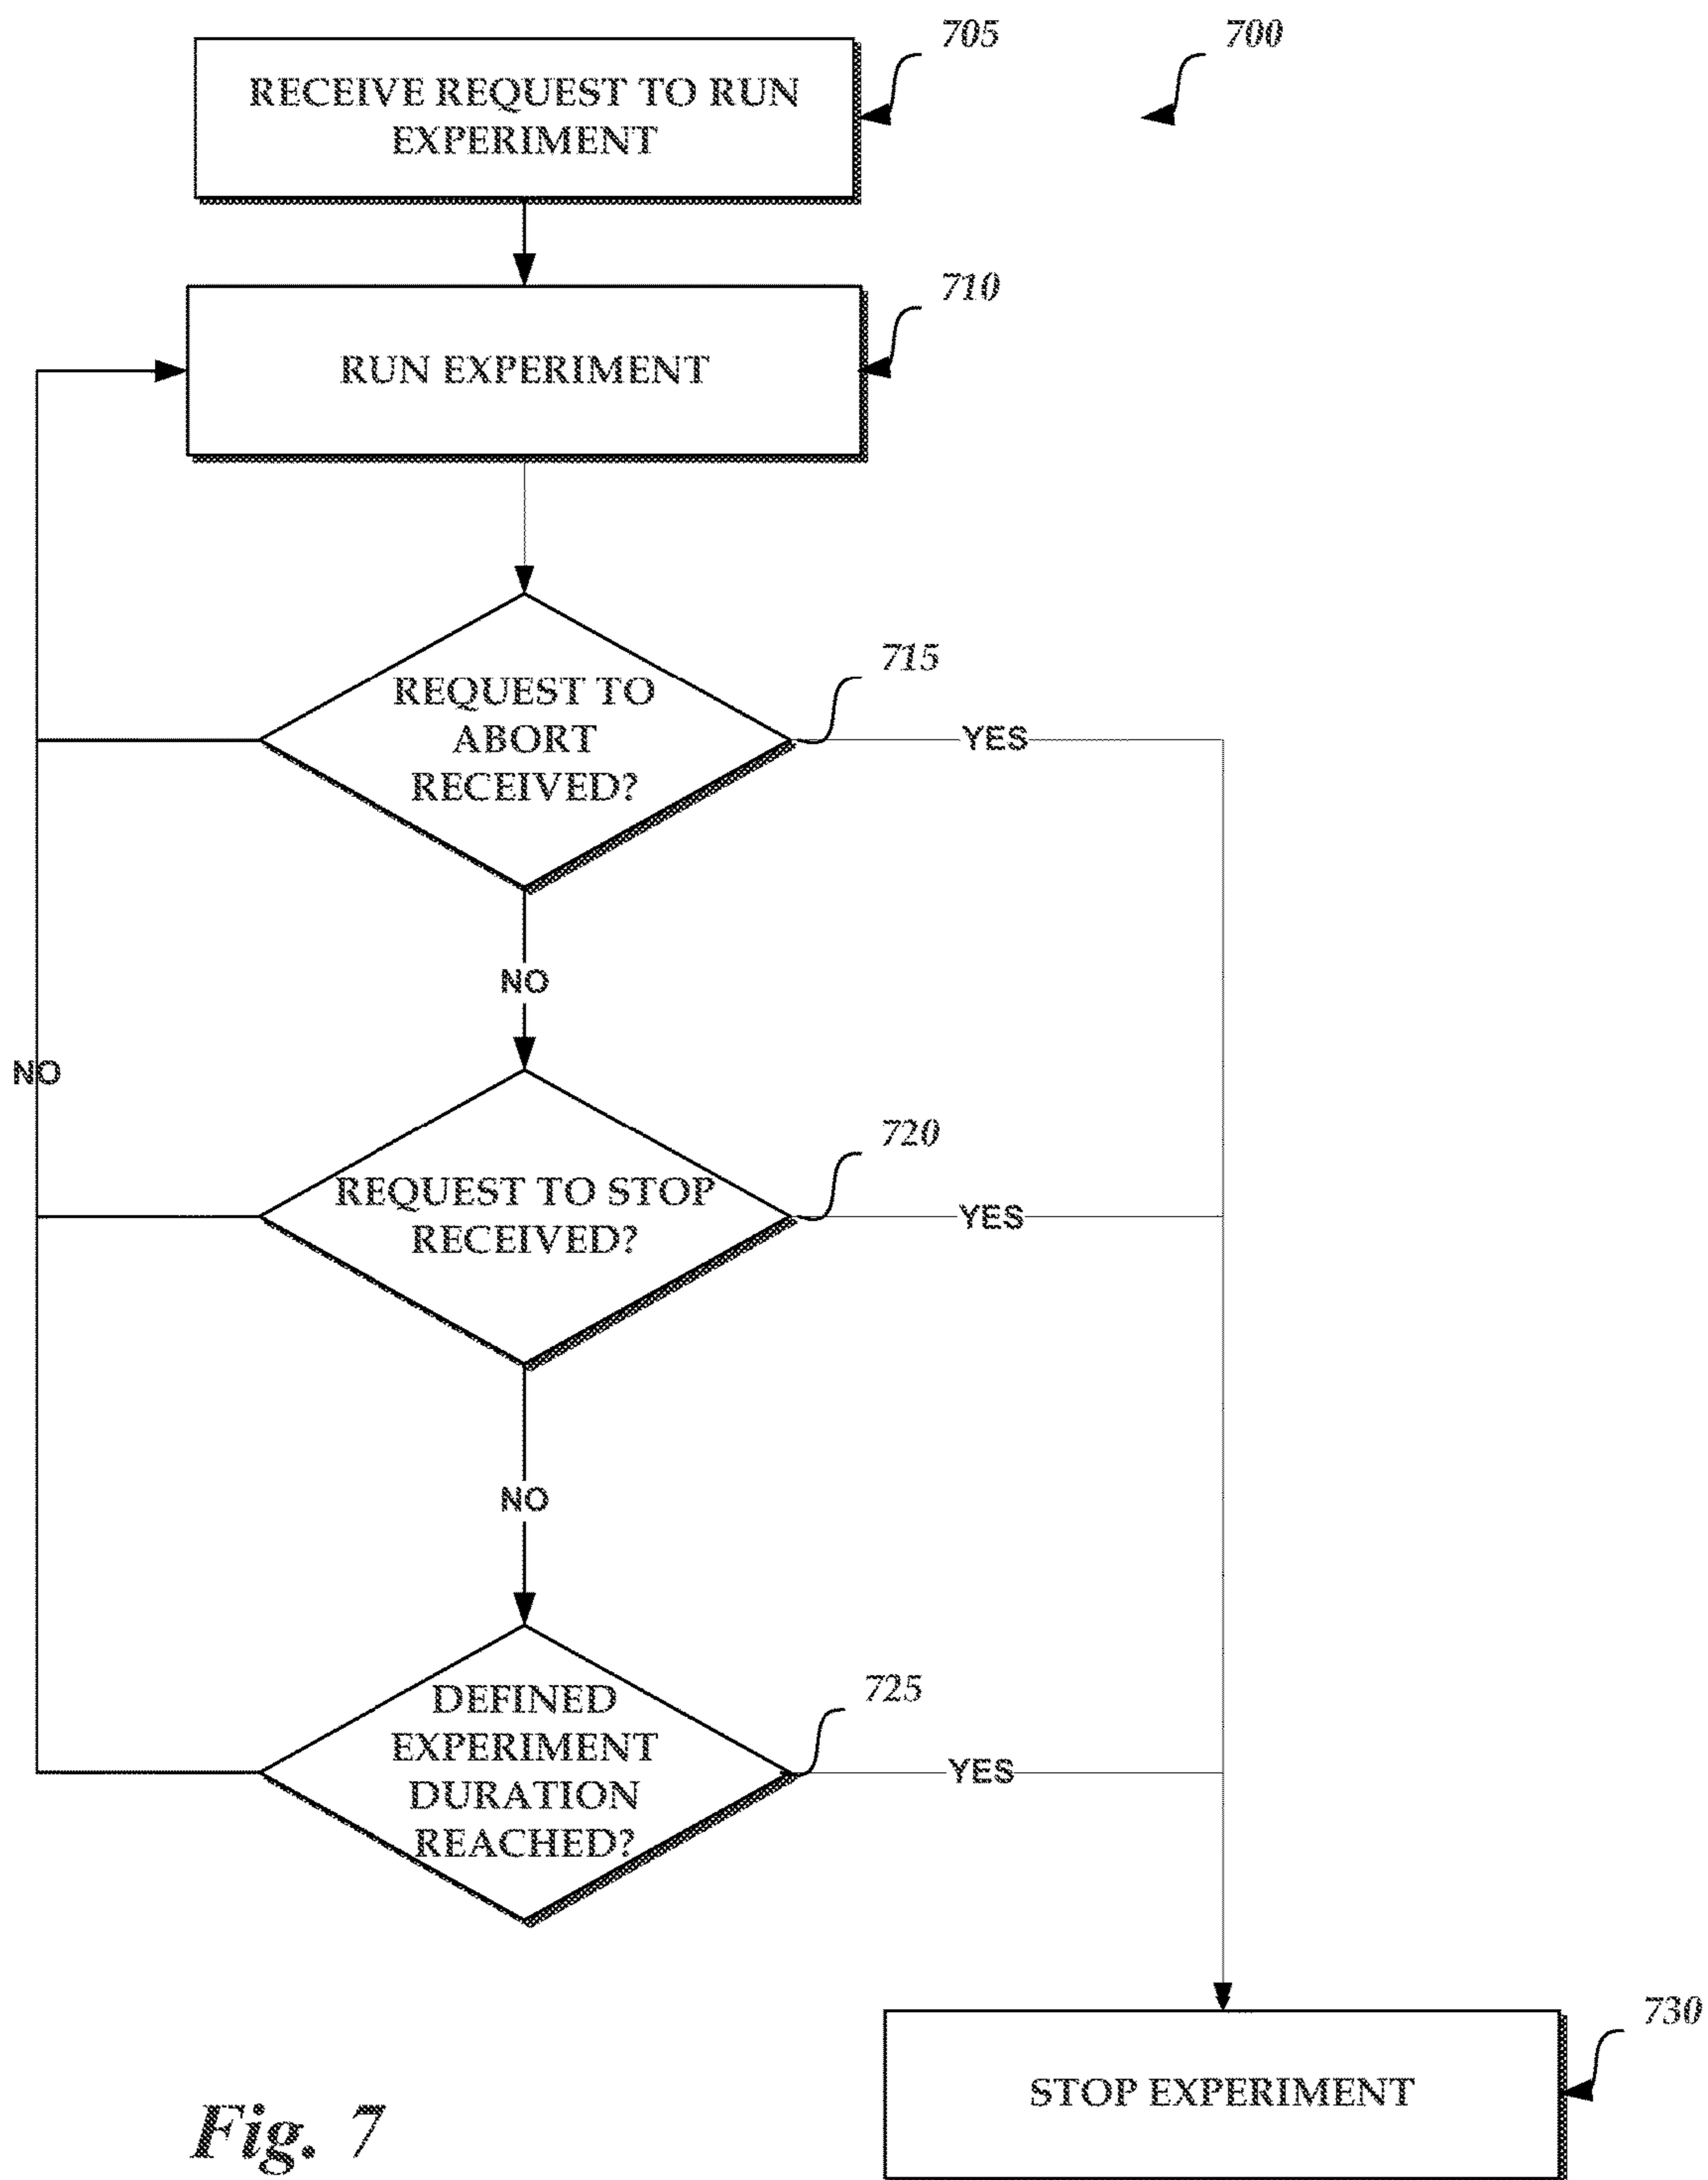 705
700
RECEIVE REQUEST TO RUN
EXPERIMENT
710
RUN EXPERIMENT
715
REQUEST TO
ABORT
RECEIVED?
YES
NO
NO
720
REQUEST TO STOP
RECEIVED?
YES
NO
725
DEFINED
EXPERIMENT
DURATION
REACHED?
YES
730
STOP EXPERIMENT
Fig. 7